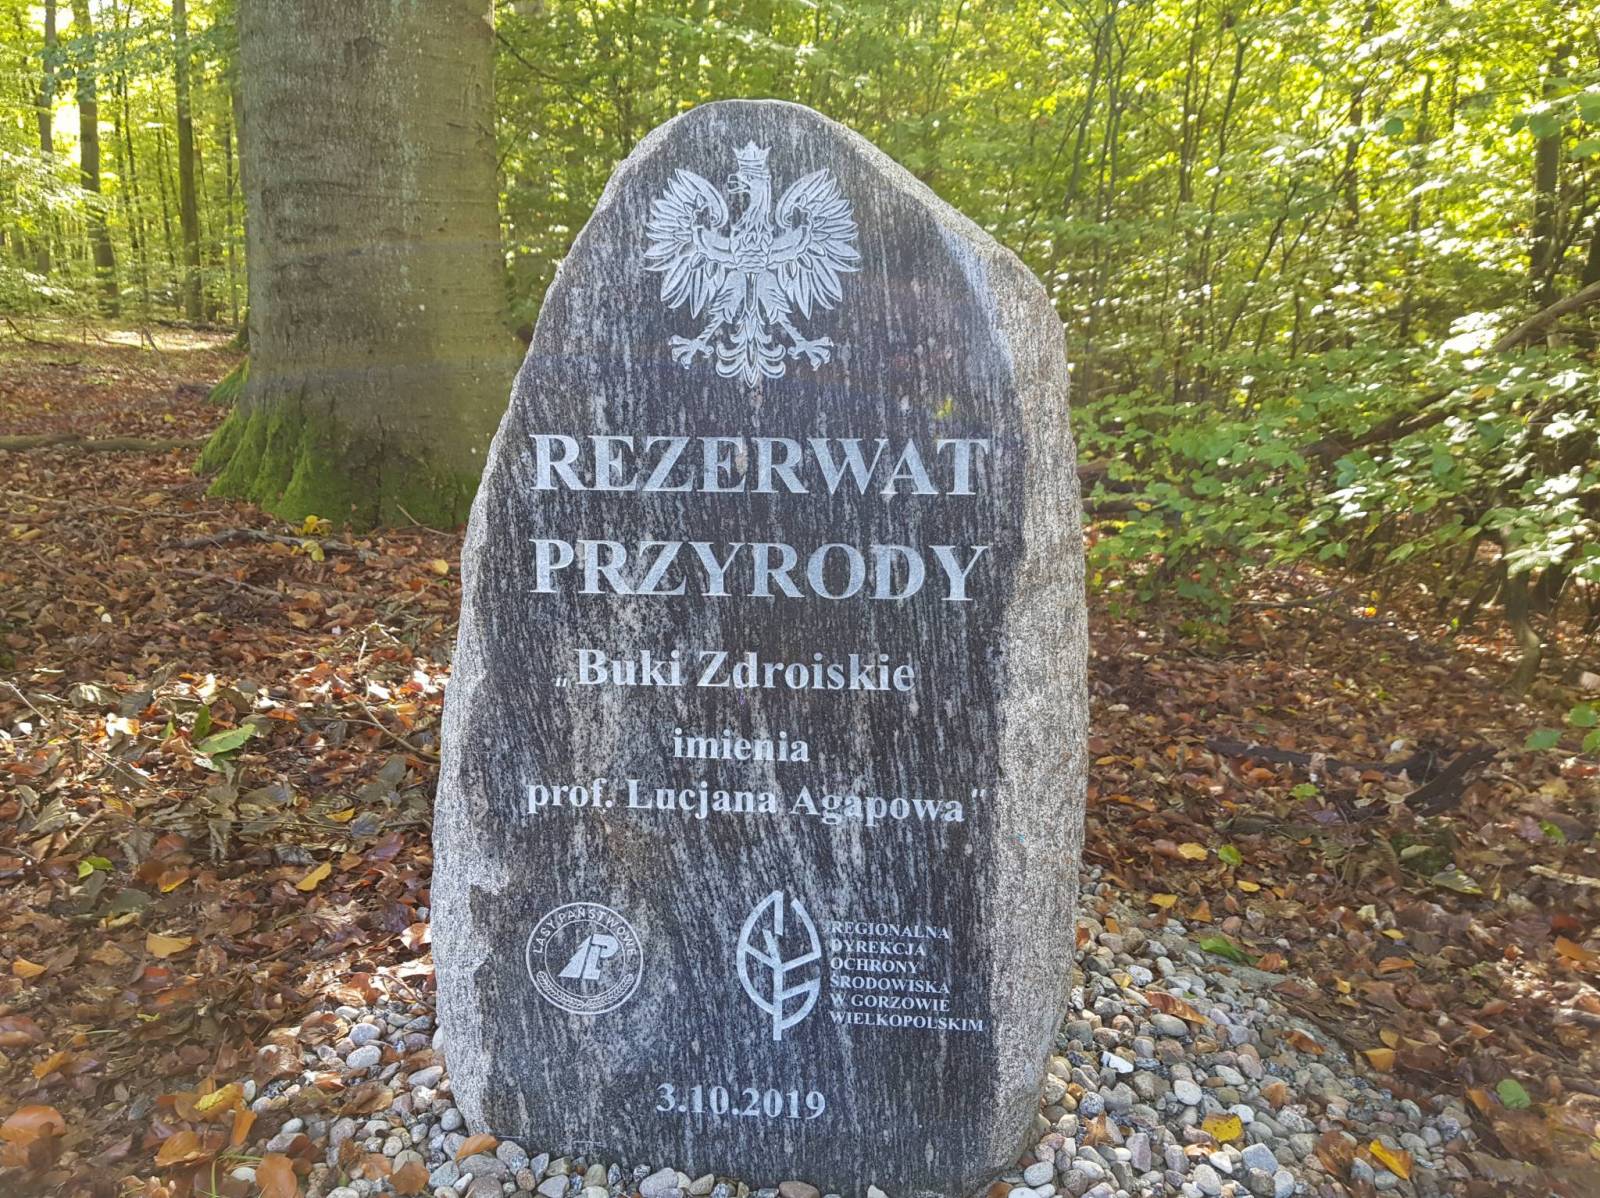 REZERWAT
PRZYRODY
„Buki Zdroiskie
imienia
prof. Lucjana Agapowa"
LASY PAŃSTWOWE
LP
REGIONALNA
DYREKCJA
OCHRONY
ŚRODOWISKA
W GORZOWIE
WIELKOPOLSKIM
3.10.2019